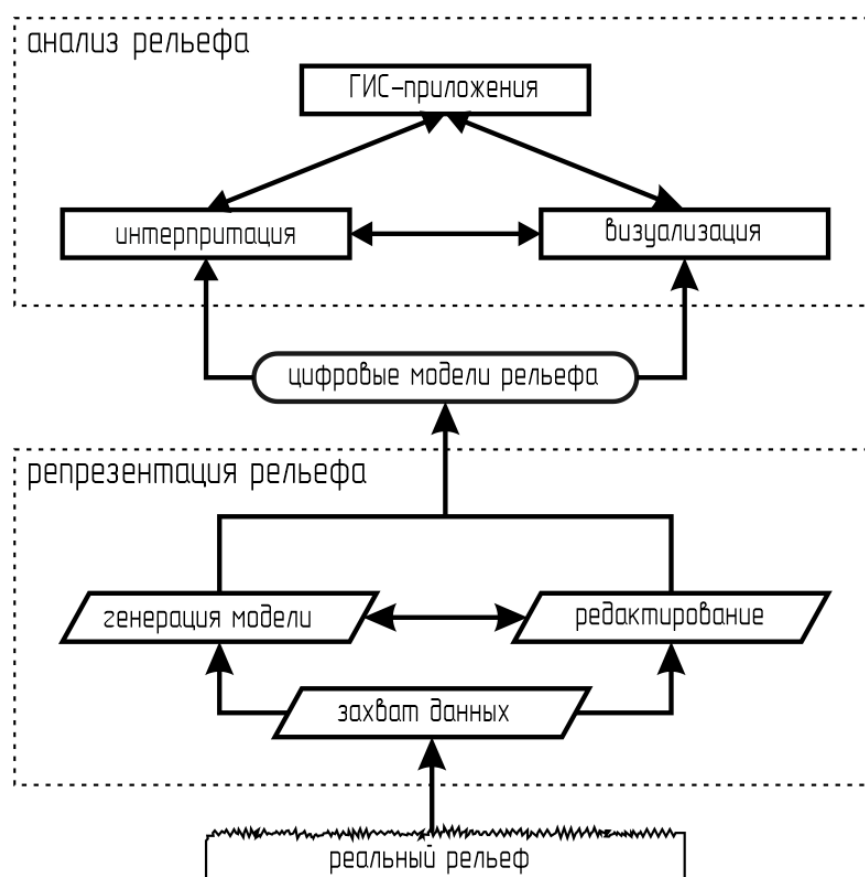 анализ рельефа
ГИС-приложения
интерпритация
визуализация
цифровые модели рельефа
репрезентация рельефа
генерация модели
редактирование
захват данных
реальный рельеф